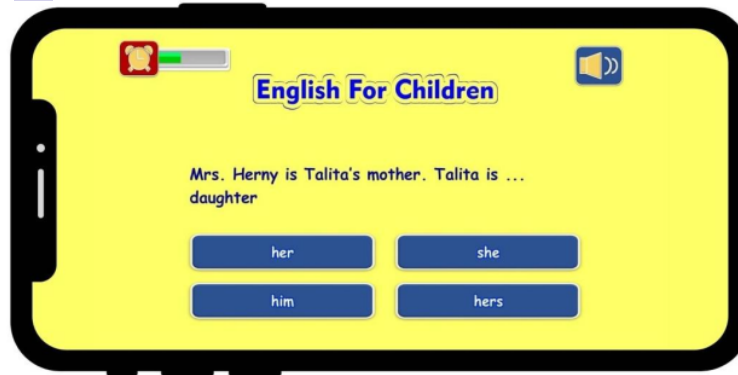 English For Children
Mrs. Herny is Talita's mother. Talita is ...
daughter
her
she
him
hers